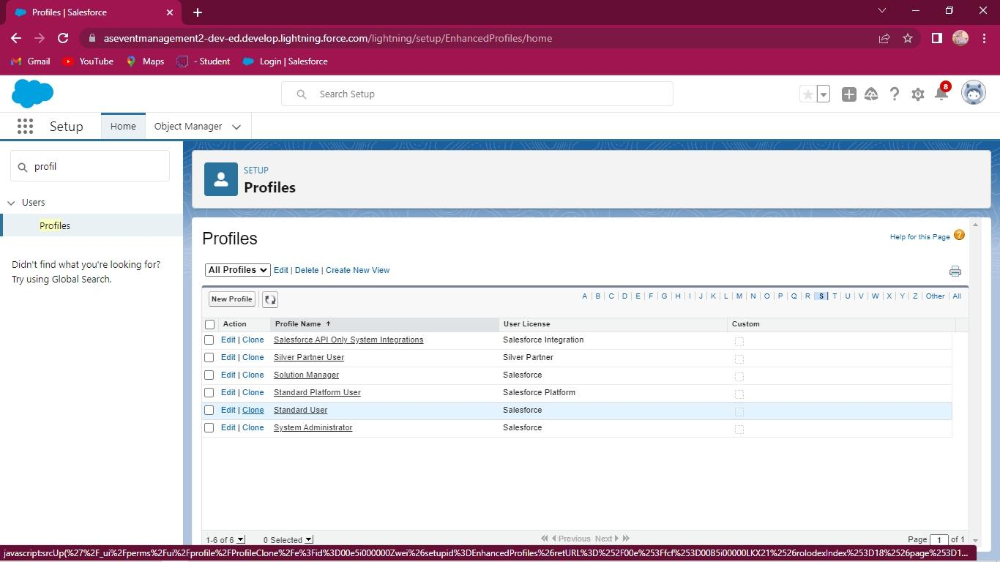 Profiles | Salesforce
aseventmanagement2-dev-ed.develop.lightning.force.com/lightning/setup/EnhancedProfiles/home
Gmail YouTube Maps - Student Login | Salesforce
Search Setup
8
Setup Home Object Manager
profil
Users
Profiles
Didn't find what you're looking for?
Try using Global Search.
SETUP
Profiles
Profiles
Help for this Page ?
All Profiles Edit | Delete | Create New View
New Profile
A | B | C | D | E | F | G | H | I | J | K | L | M | N | O | P | Q | R | S | T | U | V | W | X | Y | Z | Other | All
Action Profile Name ↑ User License Custom
Edit | Clone Salesforce API Only System Integrations Salesforce Integration
Edit | Clone Silver Partner User Silver Partner
Edit | Clone Solution Manager Salesforce
Edit | Clone Standard Platform User Salesforce Platform
Edit | Clone Standard User Salesforce
Edit | Clone System Administrator Salesforce
1-6 of 6 0 Selected Previous Next Page 1 of 1
javascript:srcUp(%27%2F_ui%2Fperms%2Fui%2Fprofile%2FProfileClone%2Fe%3Fid%3D00e5i000000Zwei%26setupid%3DEnhancedProfiles%26retURL%3D%252F00e%253Ffcf%253D00B5i00000LKX21%2526rolodexIndex%253D18%2526page%253D1...